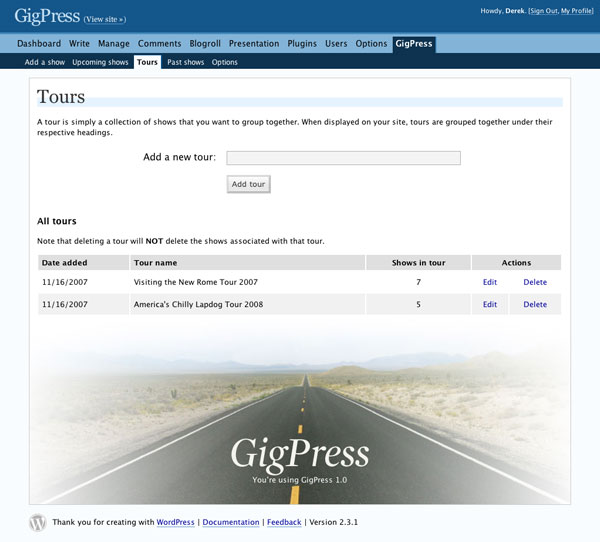 GigPress (View site »)
Howdy, Derek. [Sign Out, My Profile]
Dashboard Write Manage Comments Blogroll Presentation Plugins Users Options GigPress
Add a show Upcoming shows Tours Past shows Options
Tours
A tour is simply a collection of shows that you want to group together. When displayed on your site, tours are grouped together under their
respective headings.
Add a new tour:
Add tour
All tours
Note that deleting a tour will NOT delete the shows associated with that tour.
Date added Tour name Shows in tour Actions
11/16/2007 Visiting the New Rome Tour 2007 7 Edit Delete
11/16/2007 America's Chilly Lapdog Tour 2008 5 Edit Delete
GigPress
You're using GigPress 1.0
Thank you for creating with WordPress | Documentation | Feedback | Version 2.3.1